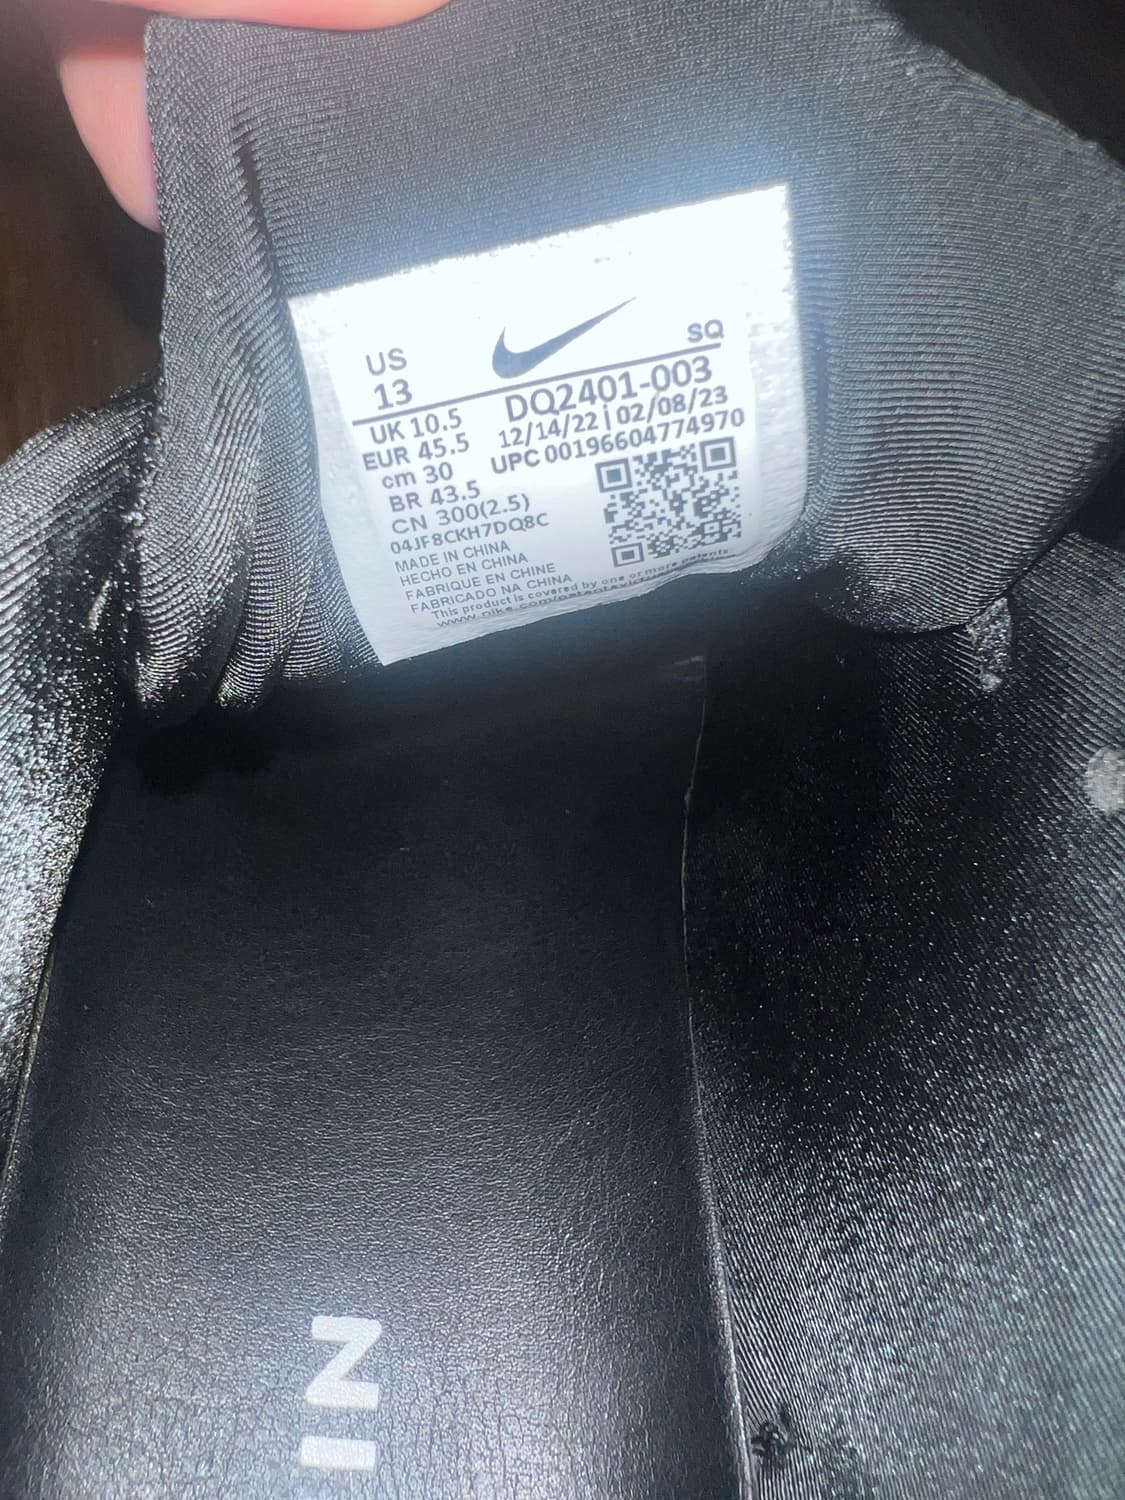 US
13
SQ
UK 10.5
EUR 45.5
cm 30
BR 43.5
CN 300(2.5)
DQ2401-003
12/14/22|02/08/23
UPC 00196604774970
04JF8CKH7DQ8C
MADE IN CHINA
HECHO EN CHINA
FABRIQUE EN CHINE
FABRICADO NA CHINA
This product is covered by one or more patents
NI